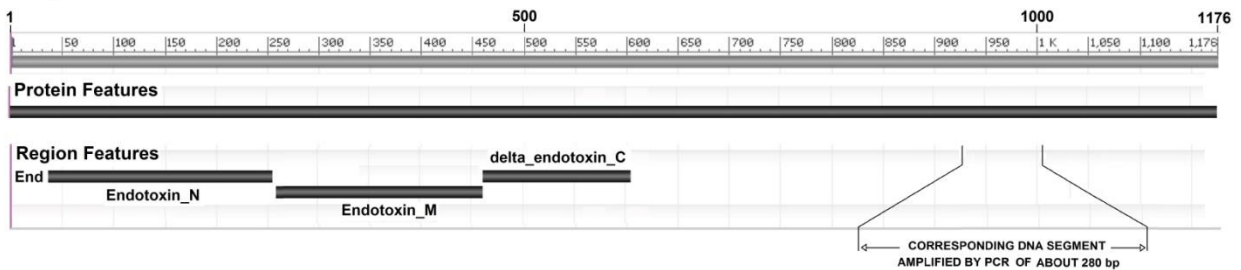 1 500 1000 1176
1 50 100 150 200 250 300 350 400 450 500 550 600 650 700 750 800 850 900 950 1 K 1,050 1,100 1,176
Protein Features
Region Features
delta_endotoxin_C
End
Endotoxin_N
Endotoxin_M
CORRESPONDING DNA SEGMENT
AMPLIFIED BY PCR OF ABOUT 280 bp